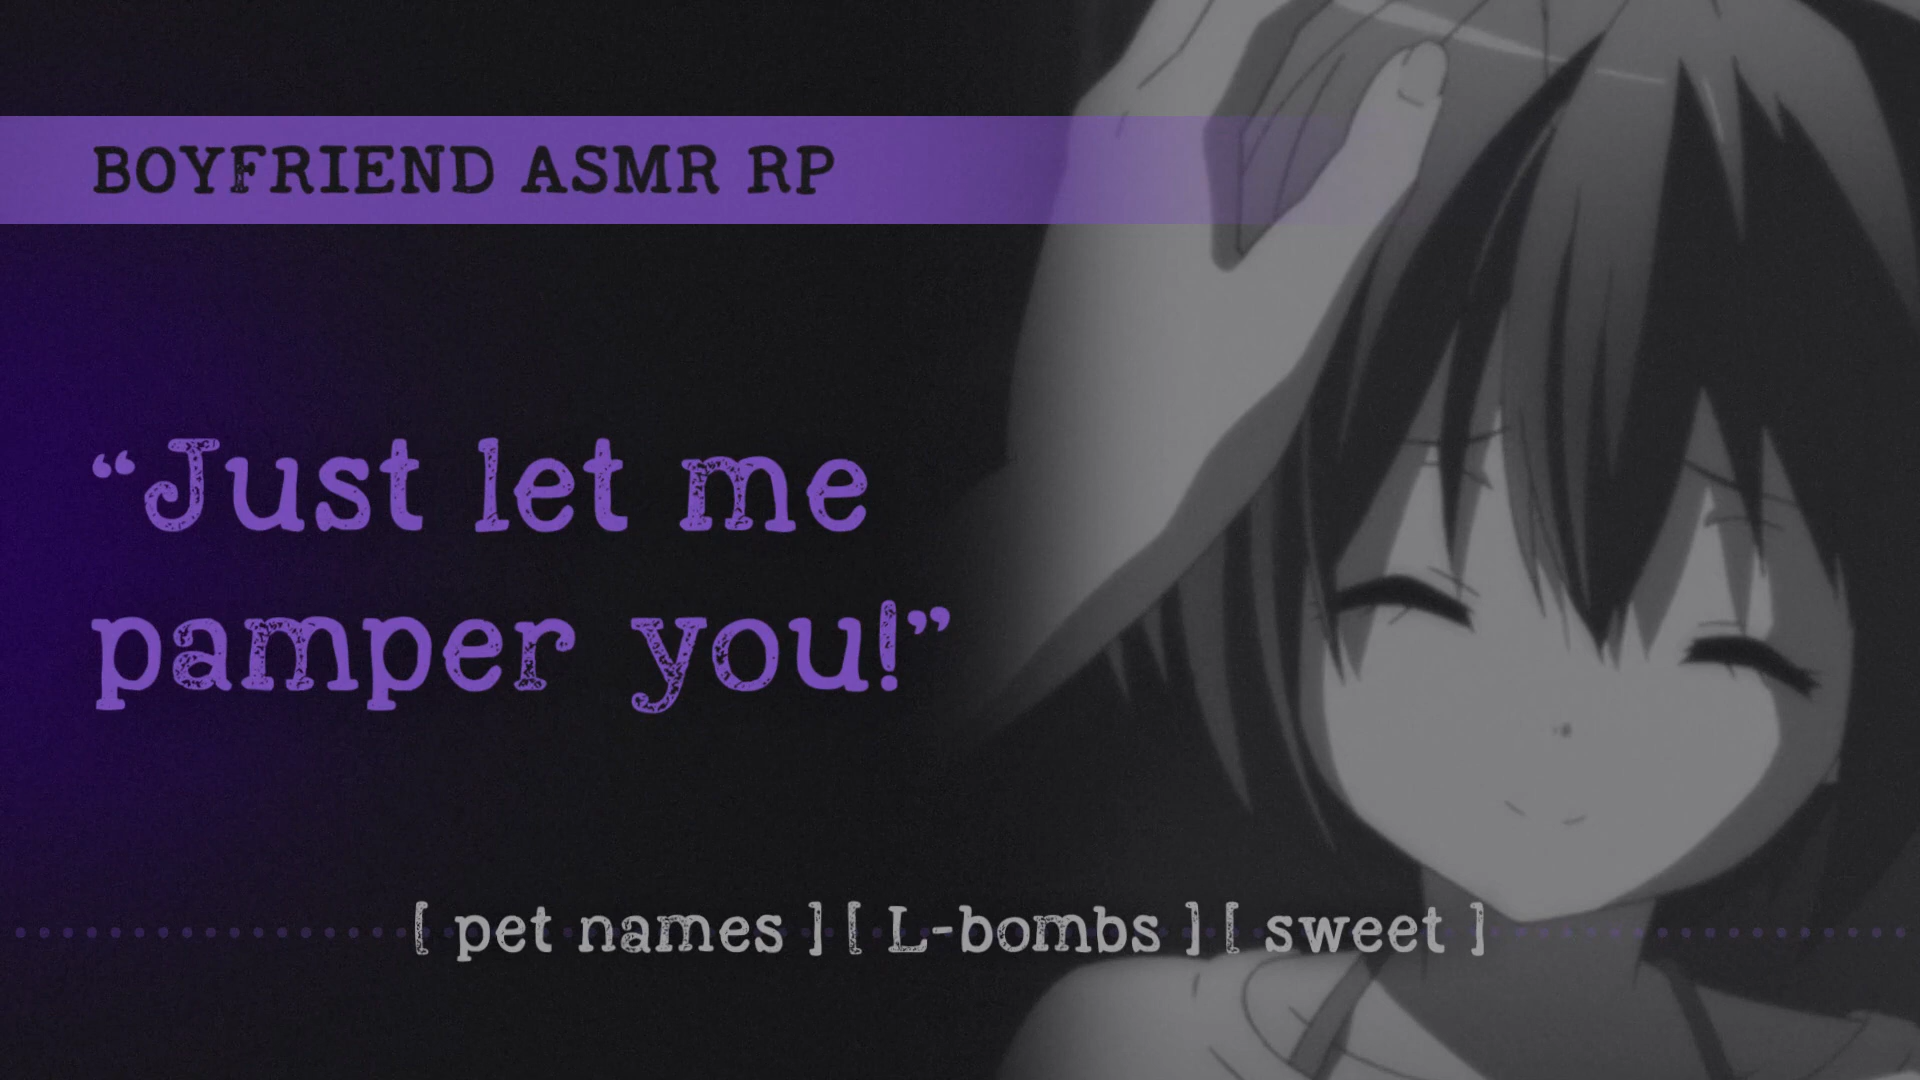 BOYFRIEND ASMR RP
“Just let me
pamper you!”
[ pet names ] [ L-bombs ] [ sweet ]